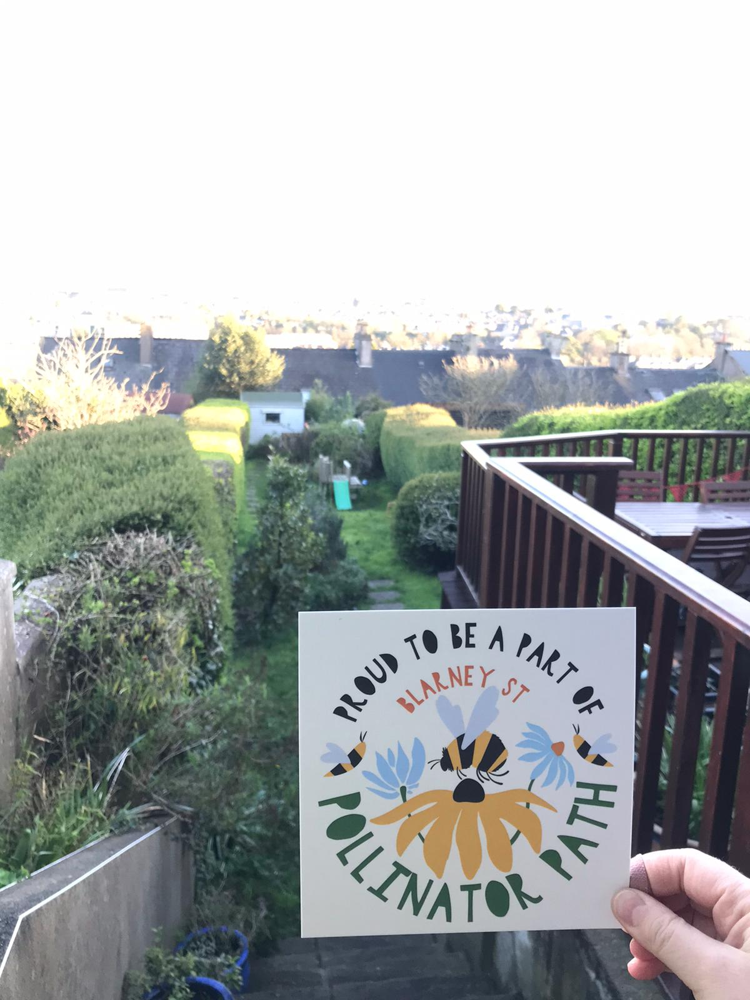 PROUD TO BE A PART OF
BLARNEY ST
POLLINATOR PATH